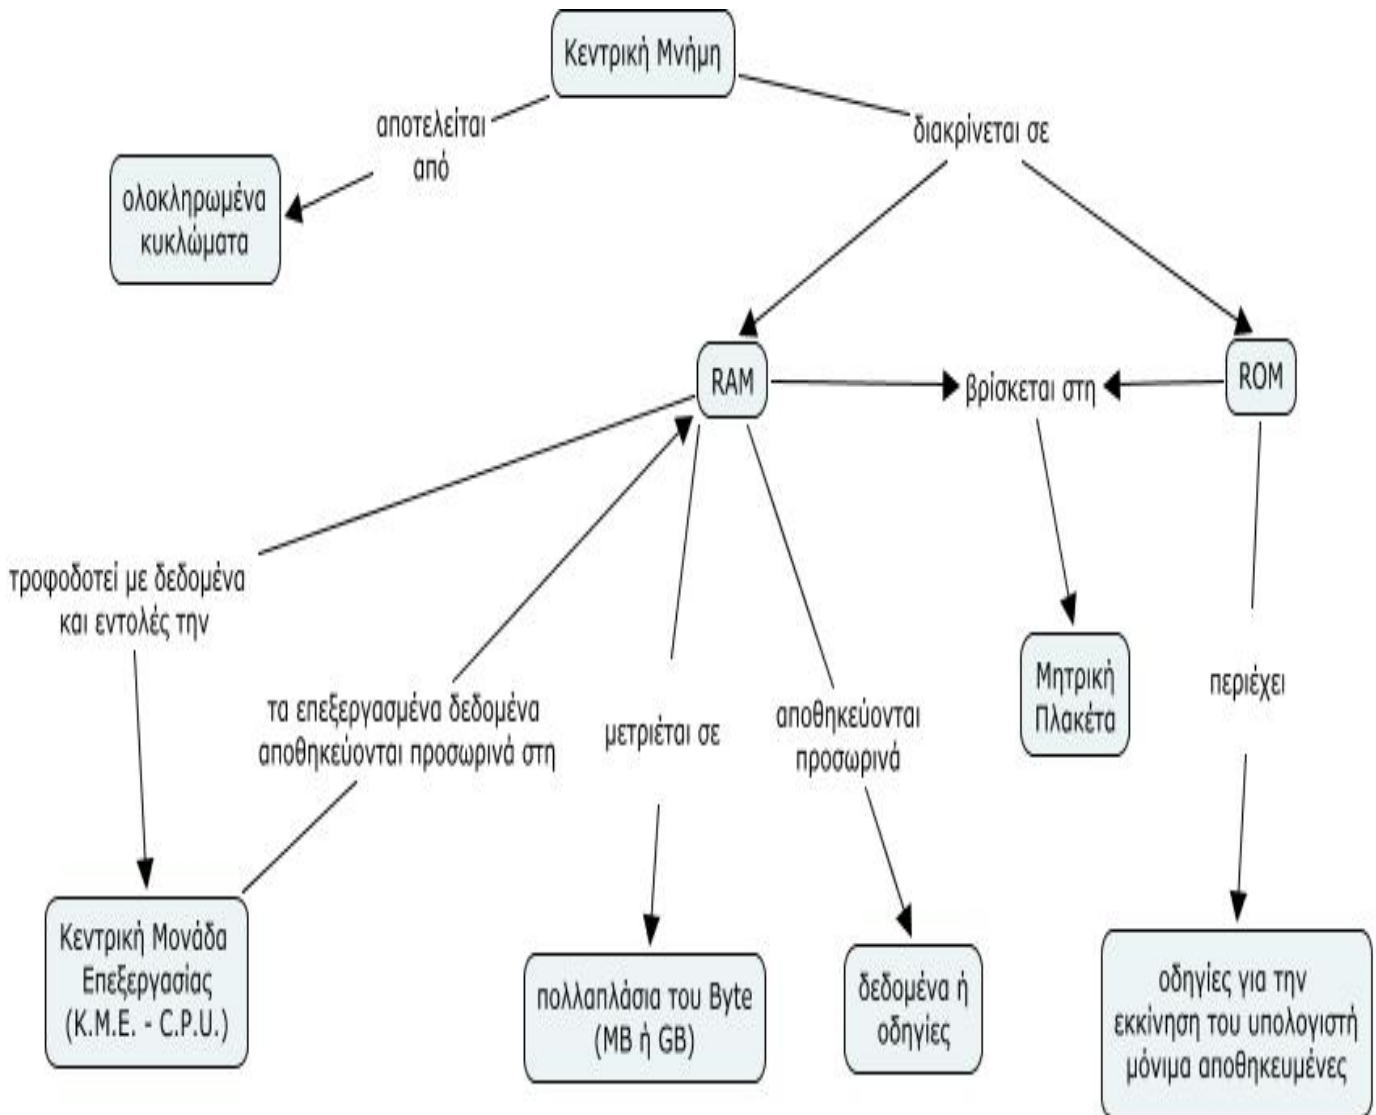 Κεντρική Μνήμη
αποτελείται
από
διακρίνεται σε
ολοκληρωμένα
κυκλώματα
RAM
βρίσκεται στη
ROM
τροφοδοτεί με δεδομένα
και εντολές την
τα επεξεργασμένα δεδομένα
αποθηκεύονται προσωρινά στη
μετριέται σε
αποθηκεύονται
προσωρινά
Μητρική
Πλακέτα
περιέχει
Κεντρική Μονάδα
Επεξεργασίας
(Κ.Μ.Ε. - C.P.U.)
πολλαπλάσια του Byte
(MB ή GB)
δεδομένα ή
οδηγίες
οδηγίες για την
εκκίνηση του υπολογιστή
μόνιμα αποθηκευμένες